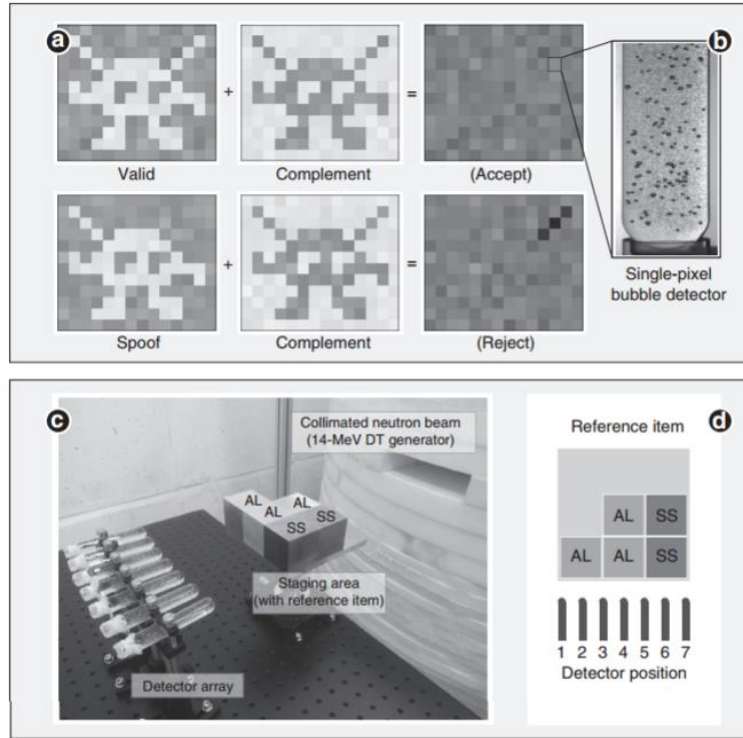 a
b
+
=
Valid
Complement
(Accept)
+
=
Spoof
Complement
(Reject)
Single-pixel
bubble detector
c
d
Collimated neutron beam
(14-MeV DT generator)
AL
AL
AL
SS
SS
Staging area
(with reference item)
Detector array
Reference item
AL SS
AL AL SS
1 2 3 4 5 6 7
Detector position